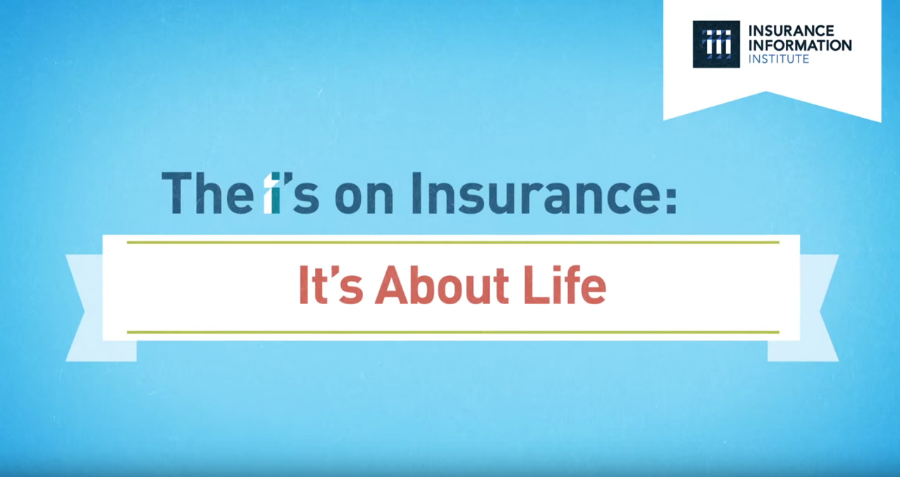 INSURANCE
INFORMATION
INSTITUTE
The i's on Insurance:
It's About Life